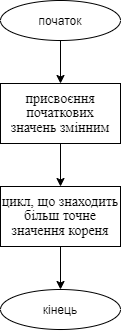 початок
присвоєння
початкових
значень змінним
цикл, що знаходить
більш точне
значення кореня
кінець